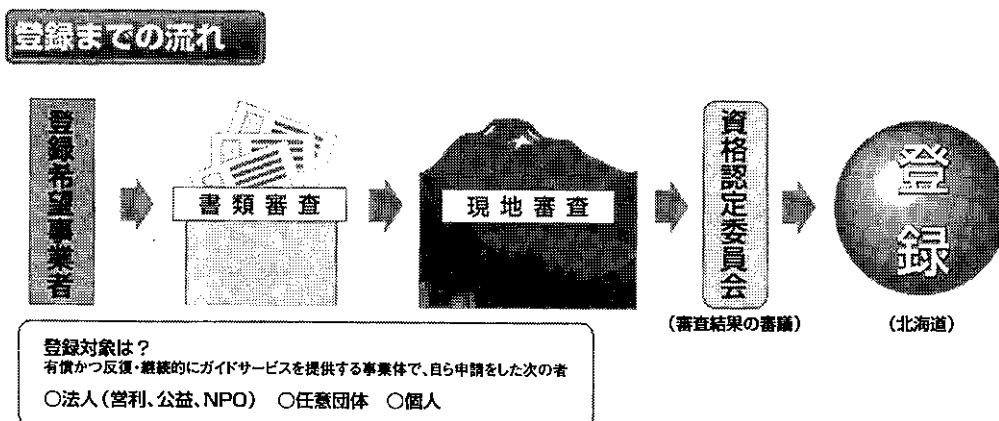 登録までの流れ
登録希望事業者
書類審査
現地審査
資格認定委員会
登録
(審査結果の審議)
(北海道)
登録対象は?
有償かつ反復・継続的にガイドサービスを提供する事業体で、自ら申請をした次の者
○法人(営利、公益、NPO) ○任意団体 ○個人